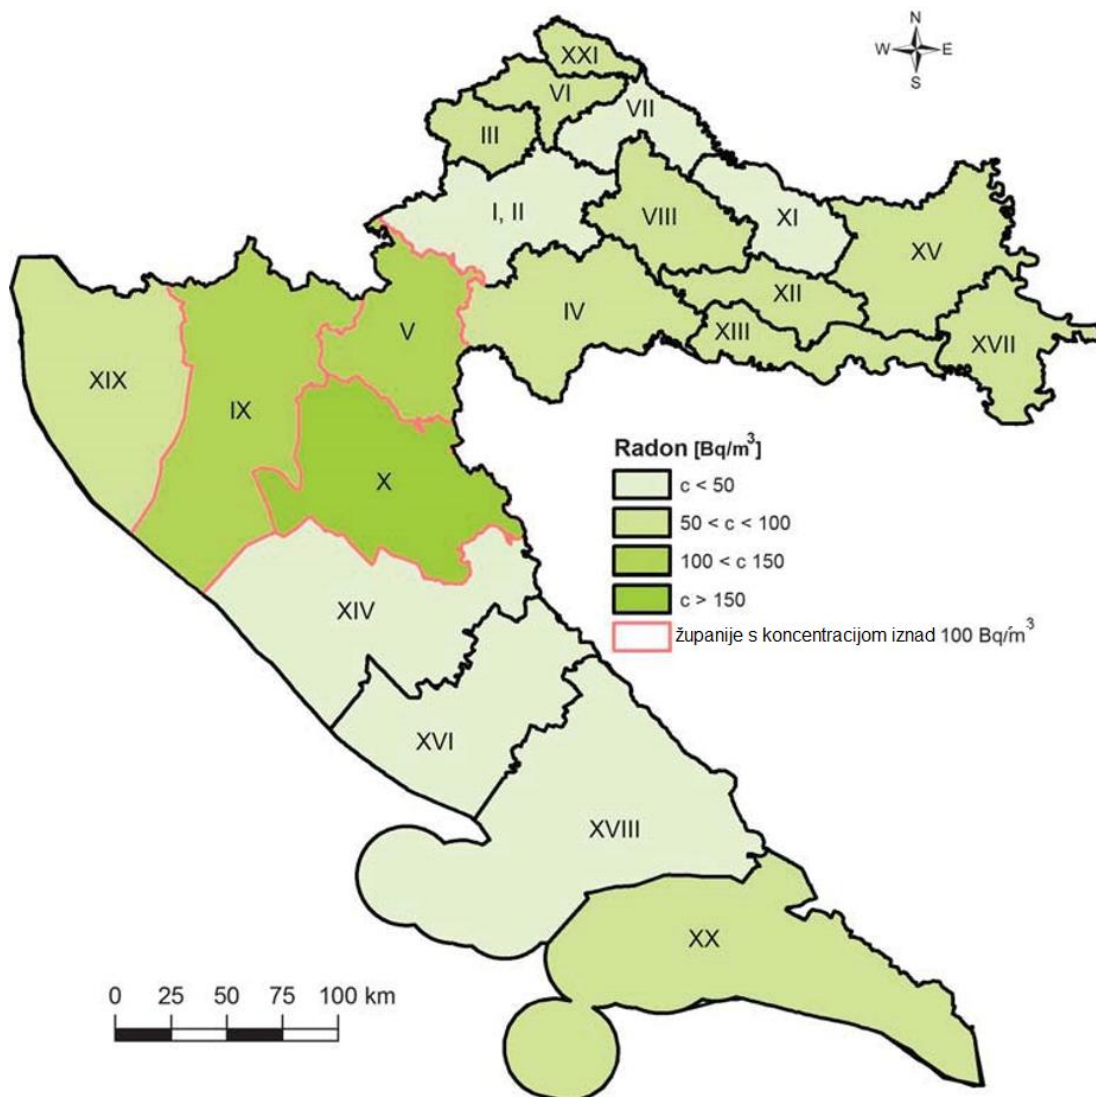 N
W E
S
XXI
VI
VII
III
I, II
VIII
XI
XV
XII
IV
XIII
XVII
V
XIX
IX
X
Radon [Bq/m³]
c < 50
50 < c < 100
100 < c 150
c > 150
županije s koncentracijom iznad 100 Bq/m³
XIV
XVI
XVIII
XX
0 25 50 75 100 km